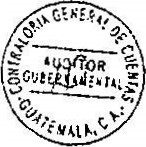 CONTRALORIA GENERAL DE CUENTAS
AUDITOR
GUBERNAMENTAL
GUATEMALA, C.A.